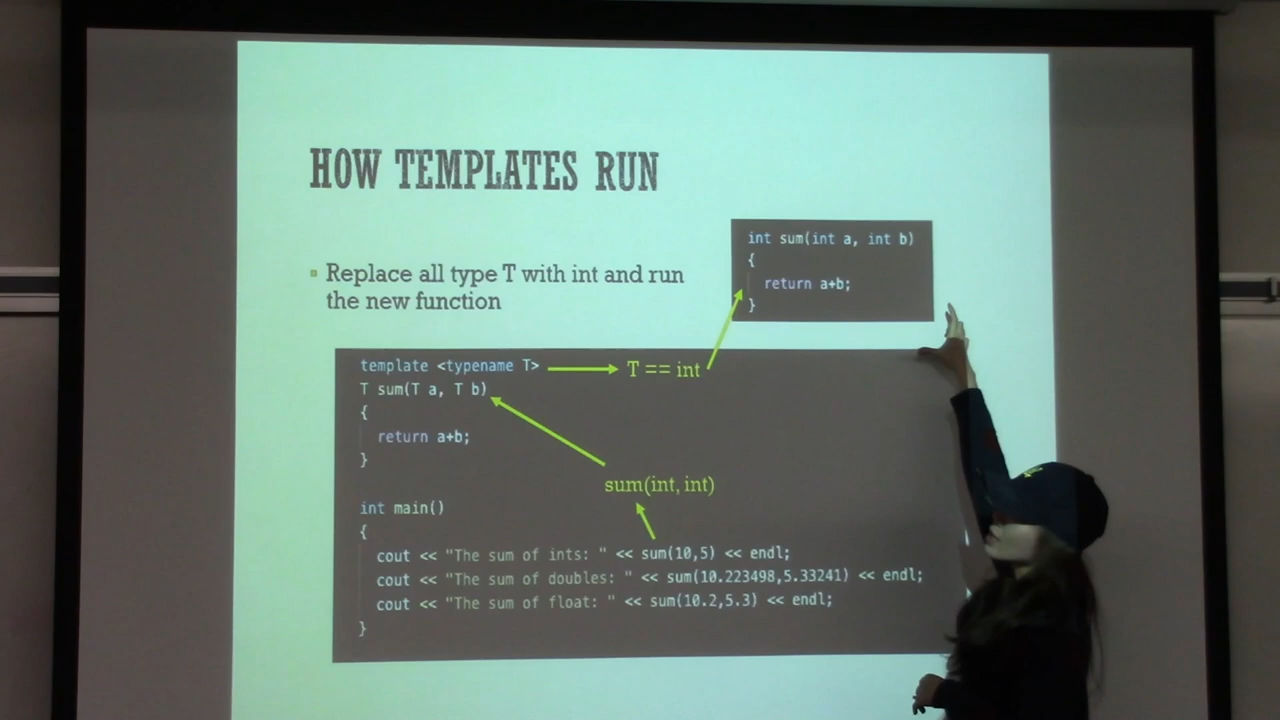 HOW TEMPLATES RUN
Replace all type T with int and run
the new function
int sum(int a, int b)
{
return a+b;
}
template <typename T>
T == int
T sum(T a, T b)
{
return a+b;
}
sum(int, int)
int main()
{
cout << "The sum of ints: " << sum(10,5) << endl;
cout << "The sum of doubles: " << sum(10.223498,5.33241) << endl;
cout << "The sum of float: " << sum(10.2,5.3) << endl;
}